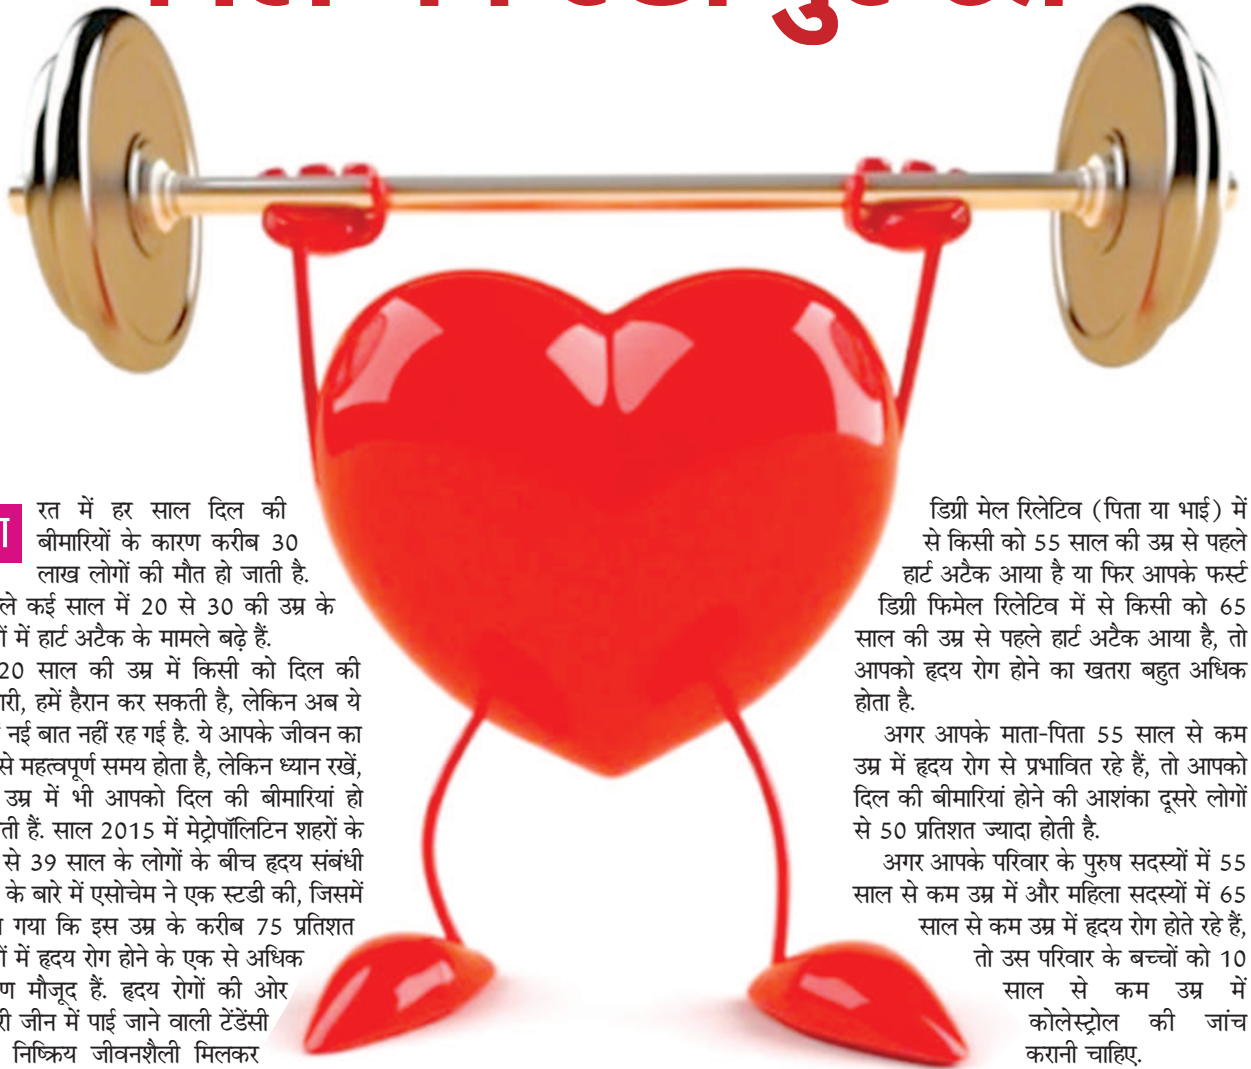 रत में हर साल दिल की
बीमारियों के कारण करीब 30
लाख लोगों की मौत हो जाती है.
कई साल में 20 से 30 की उम्र के
में हार्ट अटैक के मामले बढ़े हैं.
20 साल की उम्र में किसी को दिल की
हमें हैरान कर सकती है, लेकिन अब ये
नई बात नहीं रह गई है. ये आपके जीवन का
से महत्वपूर्ण समय होता है, लेकिन ध्यान रखें,
उम्र में भी आपको दिल की बीमारियां हो
हैं. साल 2015 में मेट्रोपॉलिटिन शहरों के
से 39 साल के लोगों के बीच हृदय संबंधी
के बारे में एसोचेम ने एक स्टडी की, जिसमें
गया कि इस उम्र के करीब 75 प्रतिशत
में हृदय रोग होने के एक से अधिक
मौजूद हैं. हृदय रोगों की ओर
जीन में पाई जाने वाली टेंडेंसी
निष्क्रिय जीवनशैली मिलकर
डिग्री मेल रिलेटिव (पिता या भाई) में
से किसी को 55 साल की उम्र से पहले
हार्ट अटैक आया है या फिर आपके फर्स्ट
डिग्री फिमेल रिलेटिव में से किसी को 65
साल की उम्र से पहले हार्ट अटैक आया है, तो
आपको हृदय रोग होने का खतरा बहुत अधिक
होता है.
अगर आपके माता-पिता 55 साल से कम
उम्र में हृदय रोग से प्रभावित रहे हैं, तो आपको
दिल की बीमारियां होने की आशंका दूसरे लोगों
से 50 प्रतिशत ज्यादा होती है.
अगर आपके परिवार के पुरुष सदस्यों में 55
साल से कम उम्र में और महिला सदस्यों में 65
साल से कम उम्र में हृदय रोग होते रहे हैं,
तो उस परिवार के बच्चों को 10
साल से कम उम्र में
कोलेस्ट्रोल की जांच
करानी चाहिए.